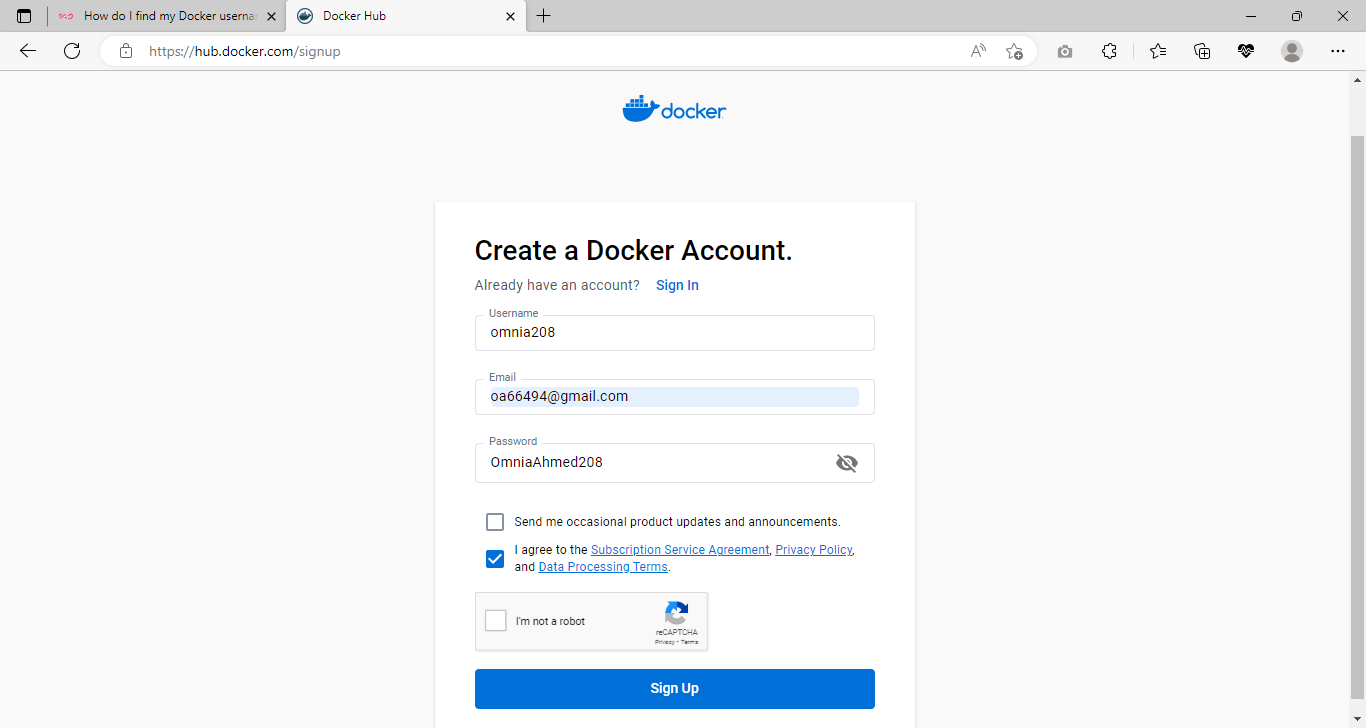 How do I find my Docker userna
Docker Hub
https://hub.docker.com/signup
docker
Create a Docker Account.
Already have an account? Sign In
Username
omnia208
Email
oa66494@gmail.com
Password
OmniaAhmed208
Send me occasional product updates and announcements.
I agree to the Subscription Service Agreement, Privacy Policy,
and Data Processing Terms.
I'm not a robot
reCAPTCHA
Privacy - Terms
Sign Up